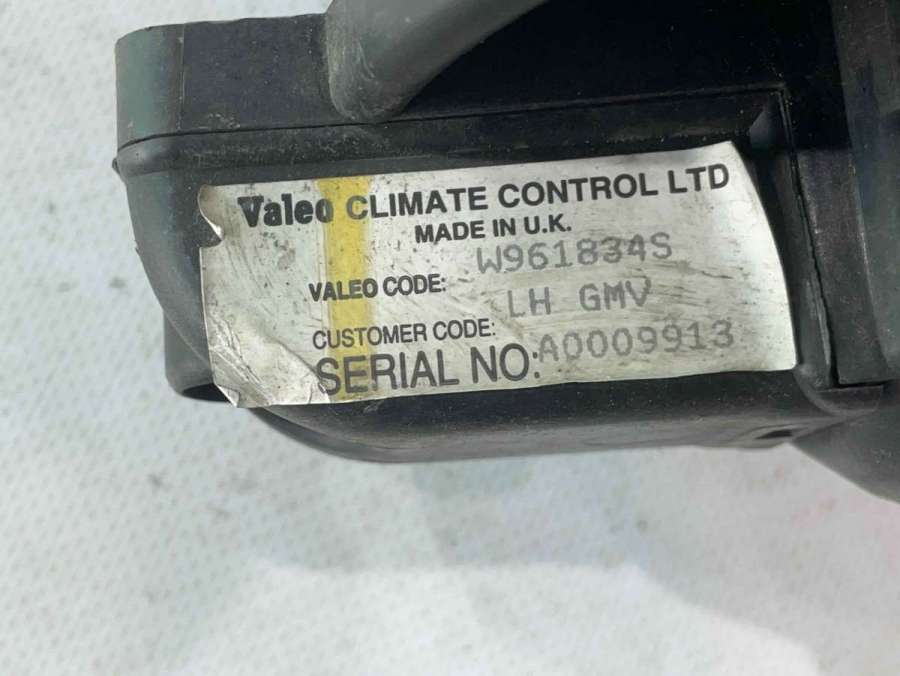 Valeo CLIMATE CONTROL LTD
MADE IN U.K.
VALEO CODE: W961834S
CUSTOMER CODE: LH GMV
SERIAL NO: A0009913